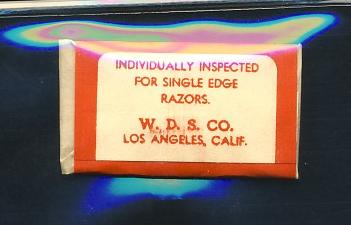 INDIVIDUALLY INSPECTED
FOR SINGLE EDGE
RAZORS.
W. D. S. CO.
LOS ANGELES, CALIF.